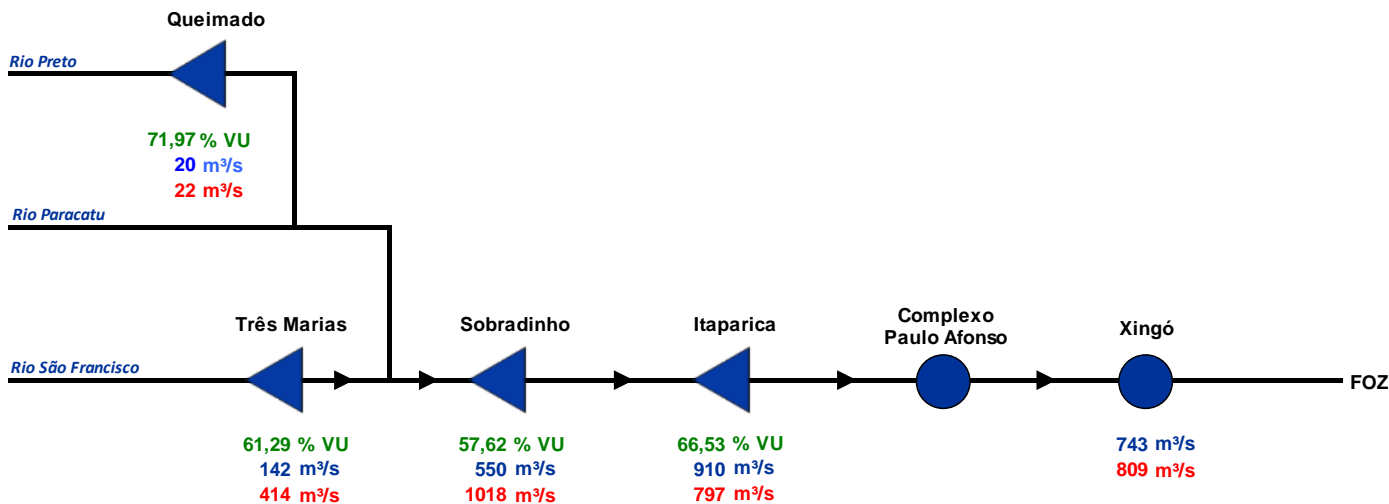 Queimado
Rio Preto
71,97 % VU
20 m³/s
22 m³/s
Rio Paracatu
Três Marias
Sobradinho
Itaparica
Complexo
Paulo Afonso
Xingó
Rio São Francisco
FOZ
61,29 % VU
142 m³/s
414 m³/s
57,62 % VU
550 m³/s
1018 m³/s
66,53 % VU
910 m³/s
797 m³/s
743 m³/s
809 m³/s